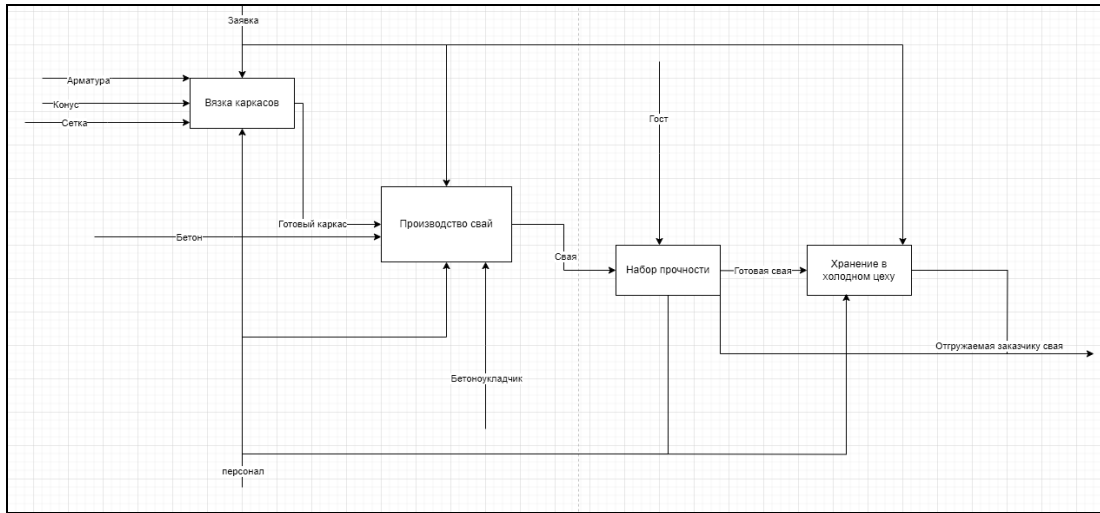 Заявка
Арматура
Конус
Сетка
Вязка каркасов
Гост
Готовый каркас
Производство свай
Бетон
Свая
Набор прочности
Готовая свая
Хранение в
холодном цеху
Отгружаемая заказчику свая
Бетоноукладчик
персонал